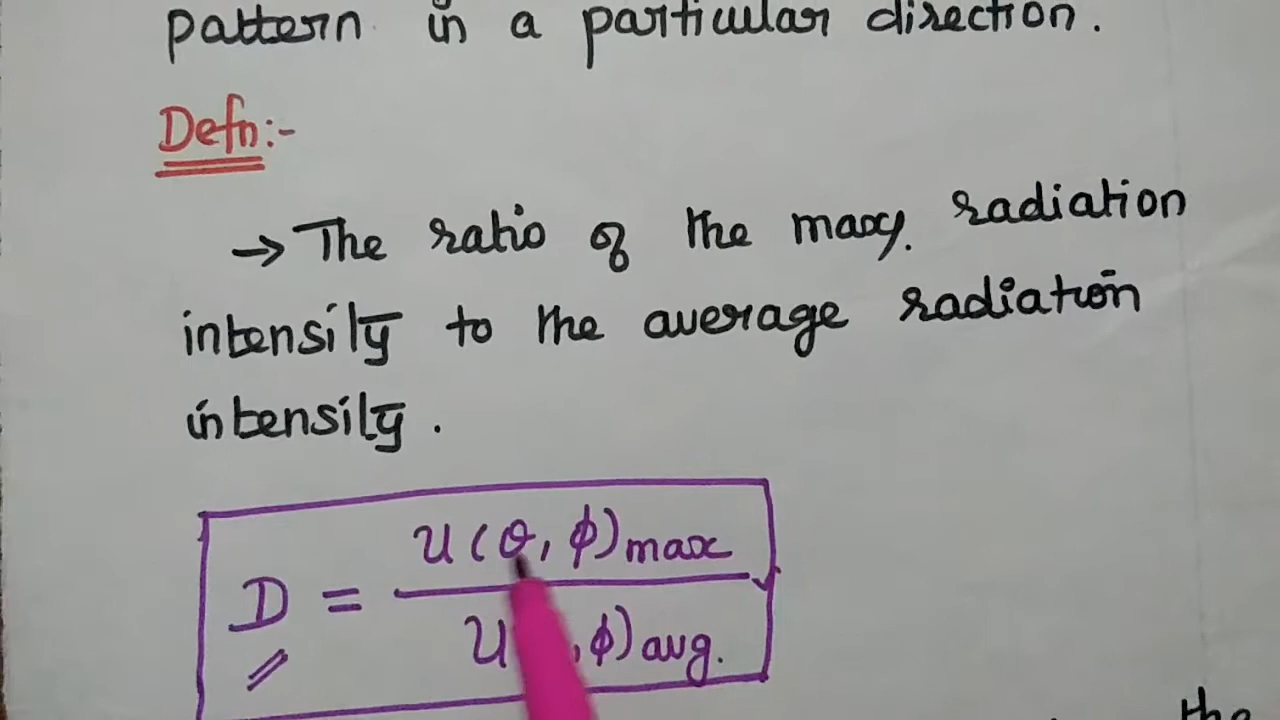 pattern in a particular direction.
Defn:-
→ The ratio of the max. radiation
intensity to the average radiation
intensity.
D = U(θ, φ)max
U , φ)avg.
the